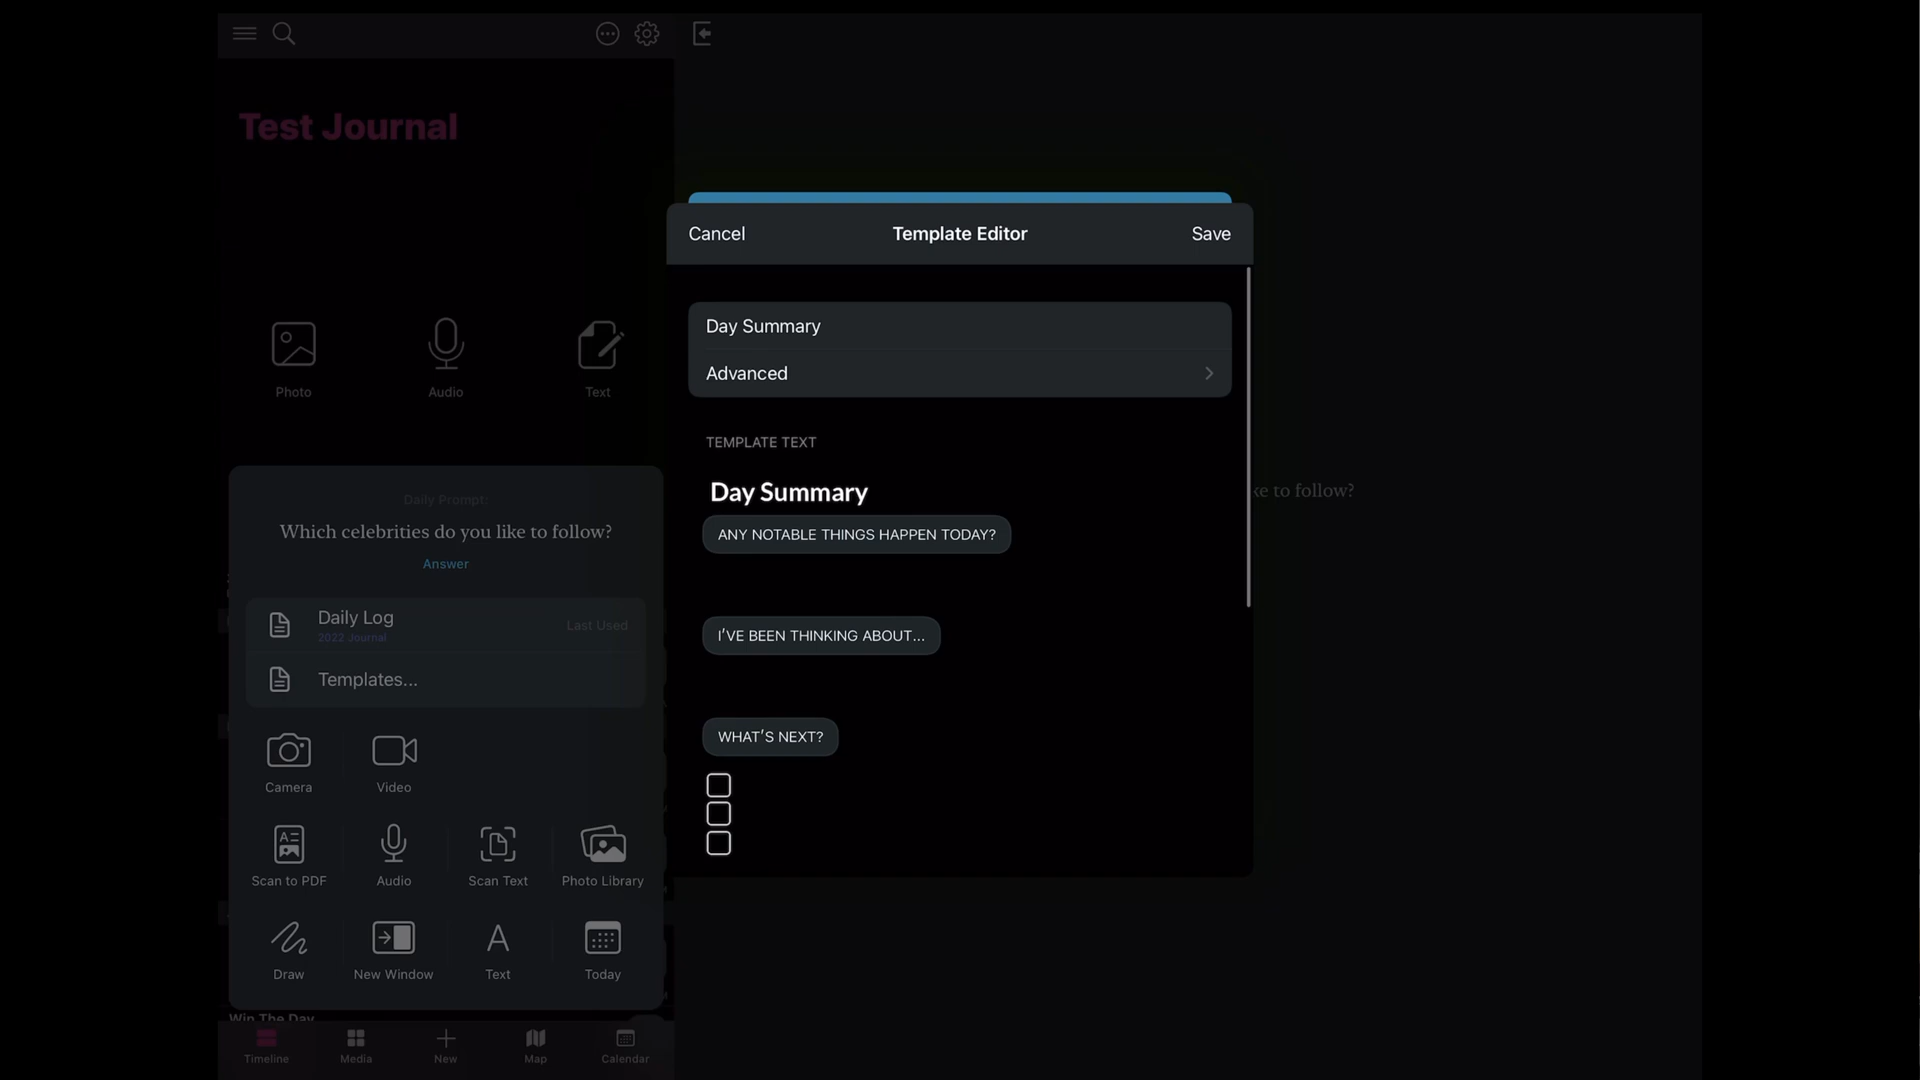 Test Journal
Photo
Audio
Text
Daily Prompt:
Which celebrities do you like to follow?
Answer
Daily Log
2022 Journal
Last Used
Templates...
Camera
Video
Scan to PDF
Audio
Scan Text
Photo Library
Draw
New Window
Text
Today
Win The Day
Timeline
Media
New
Map
Calendar
Cancel
Template Editor
Save
Day Summary
Advanced
TEMPLATE TEXT
Day Summary
ANY NOTABLE THINGS HAPPEN TODAY?
I'VE BEEN THINKING ABOUT...
WHAT'S NEXT?
to follow?